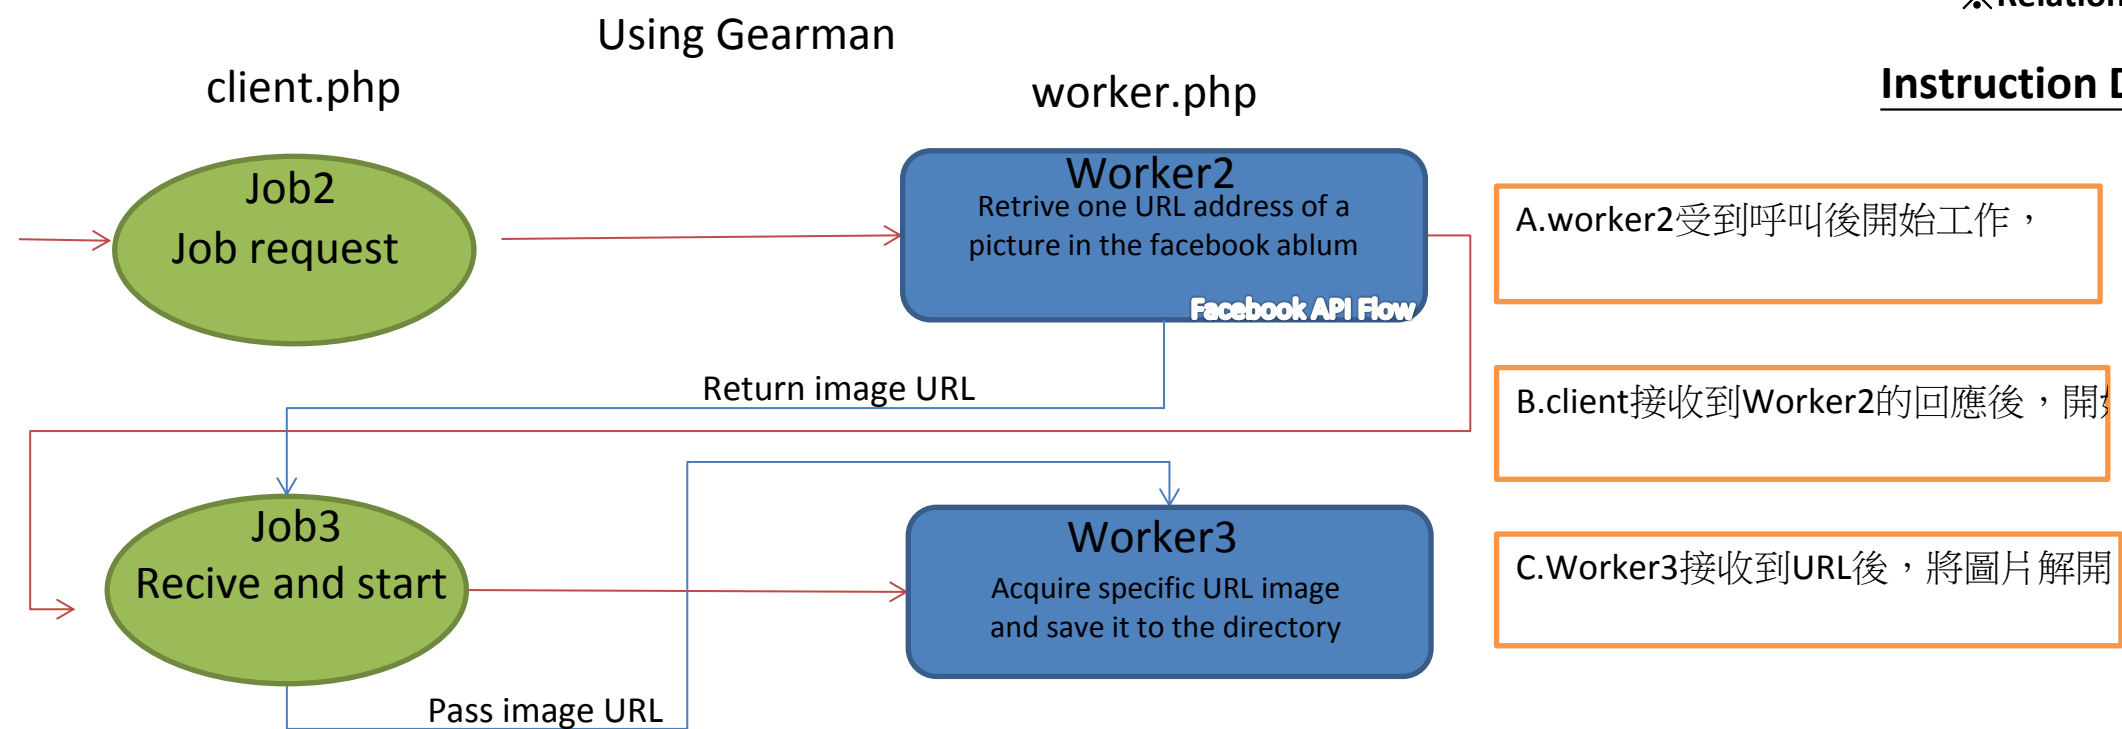 ※Relation
Using Gearman
client.php
worker.php
Instruction D
Job2
Job request
Worker2
Retrive one URL address of a
picture in the facebook ablum
Facebook API Flow
A.worker2受到呼叫後開始工作，
Return image URL
B.client接收到Worker2的回應後，開
Job3
Recive and start
Worker3
Acquire specific URL image
and save it to the directory
C.Worker3接收到URL後，將圖片解開
Pass image URL